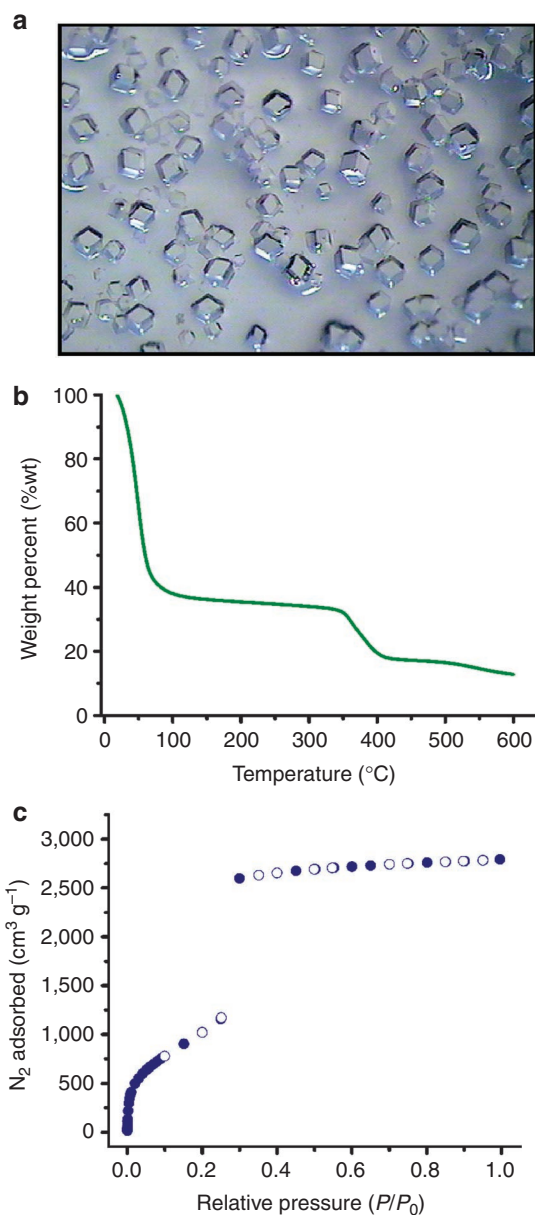 a
b
100
80
60
40
20
0
Weight percent (%wt)
0 100 200 300 400 500 600
Temperature (°C)
c
3,000
2,500
2,000
1,500
1,000
500
0
N₂ adsorbed (cm³ g⁻¹)
0.0 0.2 0.4 0.6 0.8 1.0
Relative pressure (P/P₀)